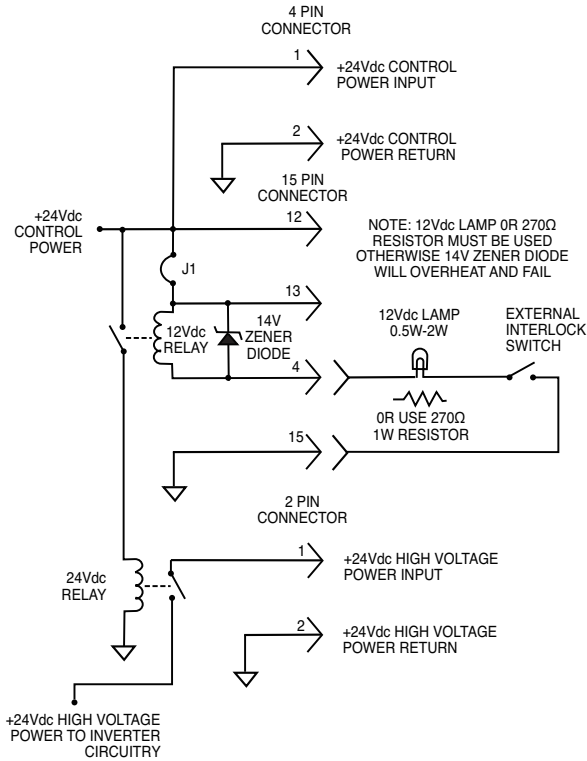 4 PIN
CONNECTOR
1
+24Vdc CONTROL
POWER INPUT
2
+24Vdc CONTROL
POWER RETURN
15 PIN
CONNECTOR
+24Vdc
CONTROL
POWER
12
NOTE: 12Vdc LAMP 0R 270Ω
RESISTOR MUST BE USED
OTHERWISE 14V ZENER DIODE
WILL OVERHEAT AND FAIL
J1
13
12Vdc
RELAY
14V
ZENER
DIODE
12Vdc LAMP
0.5W-2W
EXTERNAL
INTERLOCK
SWITCH
4
0R USE 270Ω
1W RESISTOR
15
2 PIN
CONNECTOR
1
+24Vdc HIGH VOLTAGE
POWER INPUT
24Vdc
RELAY
2
+24Vdc HIGH VOLTAGE
POWER RETURN
+24Vdc HIGH VOLTAGE
POWER TO INVERTER
CIRCUITRY